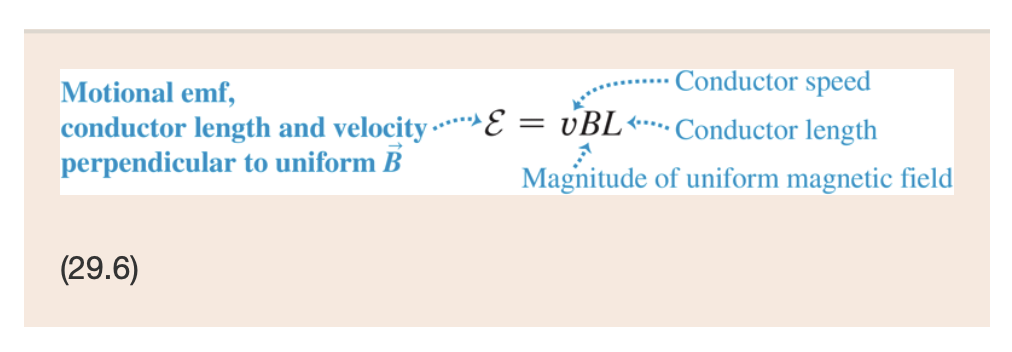 Motional emf,
conductor length and velocity
perpendicular to uniform B⃗
ℰ = vBL
Conductor speed
Conductor length
Magnitude of uniform magnetic field
(29.6)